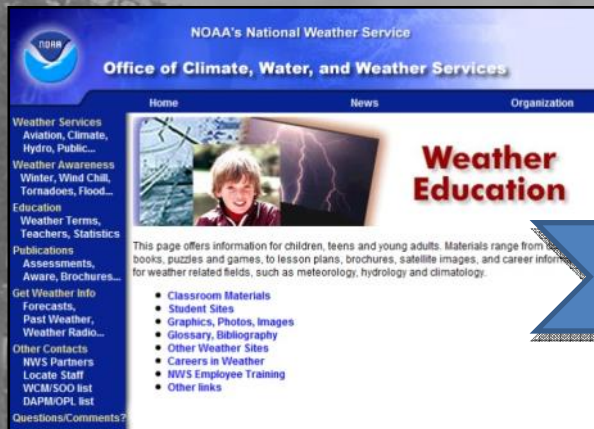 NOAA
NOAA's National Weather Service
Office of Climate, Water, and Weather Services
Home News Organization
Weather Services
Aviation, Climate,
Hydro, Public...
Weather Awareness
Winter, Wind Chill,
Tornadoes, Flood...
Education
Weather Terms,
Teachers, Statistics
Publications
Assessments,
Aware, Brochures...
Get Weather Info
Forecasts,
Past Weather,
Weather Radio...
Other Contacts
NWS Partners
Locate Staff
WCM/SOO list
DAPM/OPL list
Questions/Comments?
Weather
Education
This page offers information for children, teens and young adults. Materials range from
books, puzzles and games, to lesson plans, brochures, satellite images, and career
for weather related fields, such as meteorology, hydrology and climatology.
Classroom Materials
Student Sites
Graphics, Photos, Images
Glossary, Bibliography
Other Weather Sites
Careers in Weather
NWS Employee Training
Other links